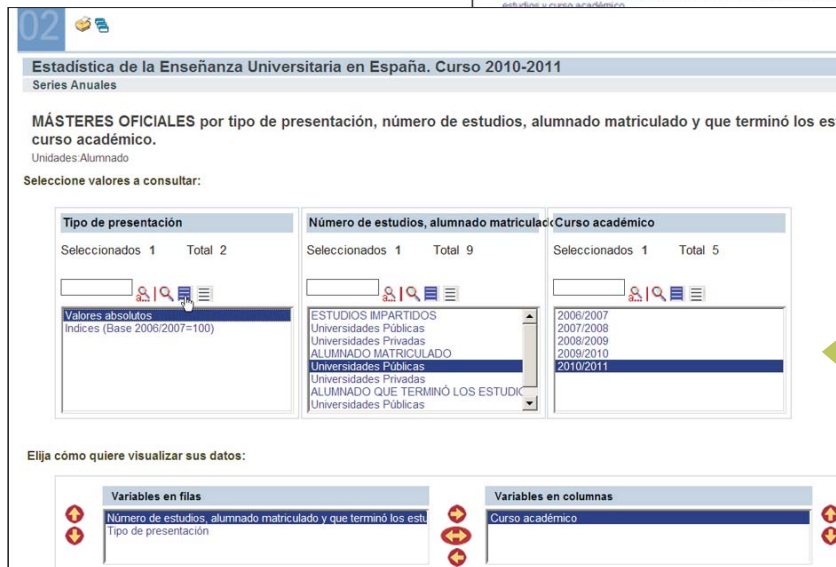 estudios y curso académico
02
Estadística de la Enseñanza Universitaria en España. Curso 2010-2011
Series Anuales
MÁSTERES OFICIALES por tipo de presentación, número de estudios, alumnado matriculado y que terminó los es
curso académico.
Unidades:Alumnado
Seleccione valores a consultar:
Tipo de presentación
Seleccionados 1 Total 2
Valores absolutos
Indices (Base 2006/2007=100)
Número de estudios, alumnado matriculado
Seleccionados 1 Total 9
ESTUDIOS IMPARTIDOS
Universidades Públicas
Universidades Privadas
ALUMNADO MATRICULADO
Universidades Públicas
Universidades Privadas
ALUMNADO QUE TERMINÓ LOS ESTUDIO
Universidades Públicas
Curso académico
Seleccionados 1 Total 5
2006/2007
2007/2008
2008/2009
2009/2010
2010/2011
Elija cómo quiere visualizar sus datos:
Variables en filas
Número de estudios, alumnado matriculado y que terminó los estu
Tipo de presentación
Variables en columnas
Curso académico